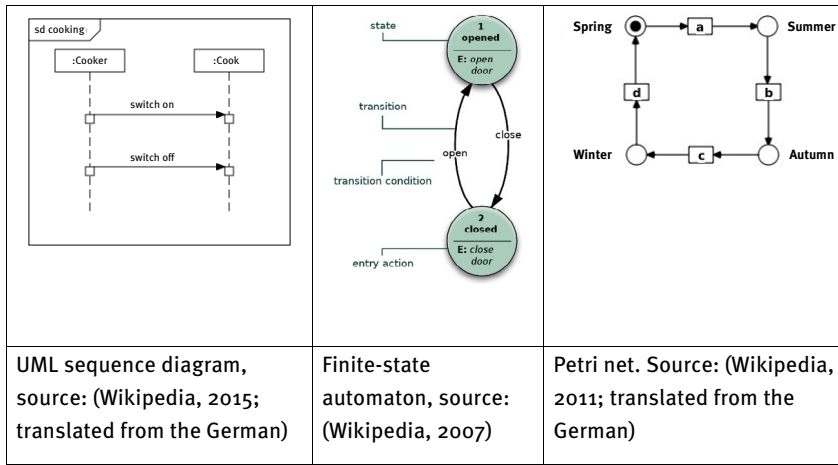 sd cooking
:Cooker
:Cook
switch on
switch off
state
1
opened
E: open
door
transition
close
open
transition condition
2
closed
E: close
door
entry action
Spring
a
Summer
d
b
Winter
c
Autumn
UML sequence diagram,
source: (Wikipedia, 2015;
translated from the German)
Finite-state
automaton, source:
(Wikipedia, 2007)
Petri net. Source: (Wikipedia,
2011; translated from the
German)